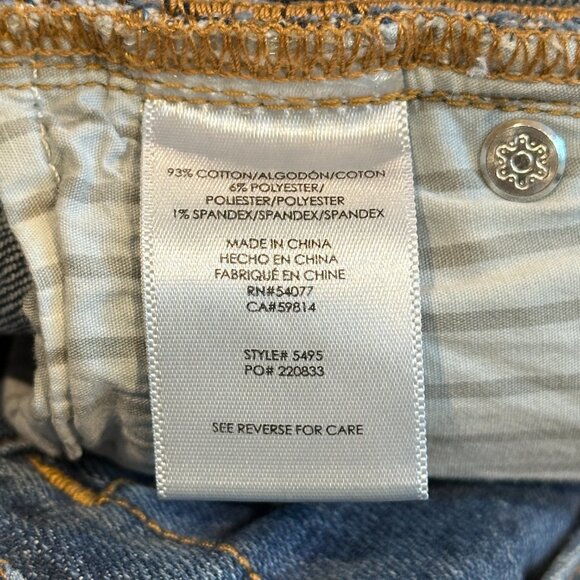 93% COTTON/ALGODÓN/COTON
6% POLYESTER/
POLIESTER/POLYESTER
1% SPANDEX/SPANDEX/SPANDEX
MADE IN CHINA
HECHO EN CHINA
FABRIQUÉ EN CHINE
RN#54077
CA#59814
STYLE# 5495
PO# 220833
SEE REVERSE FOR CARE